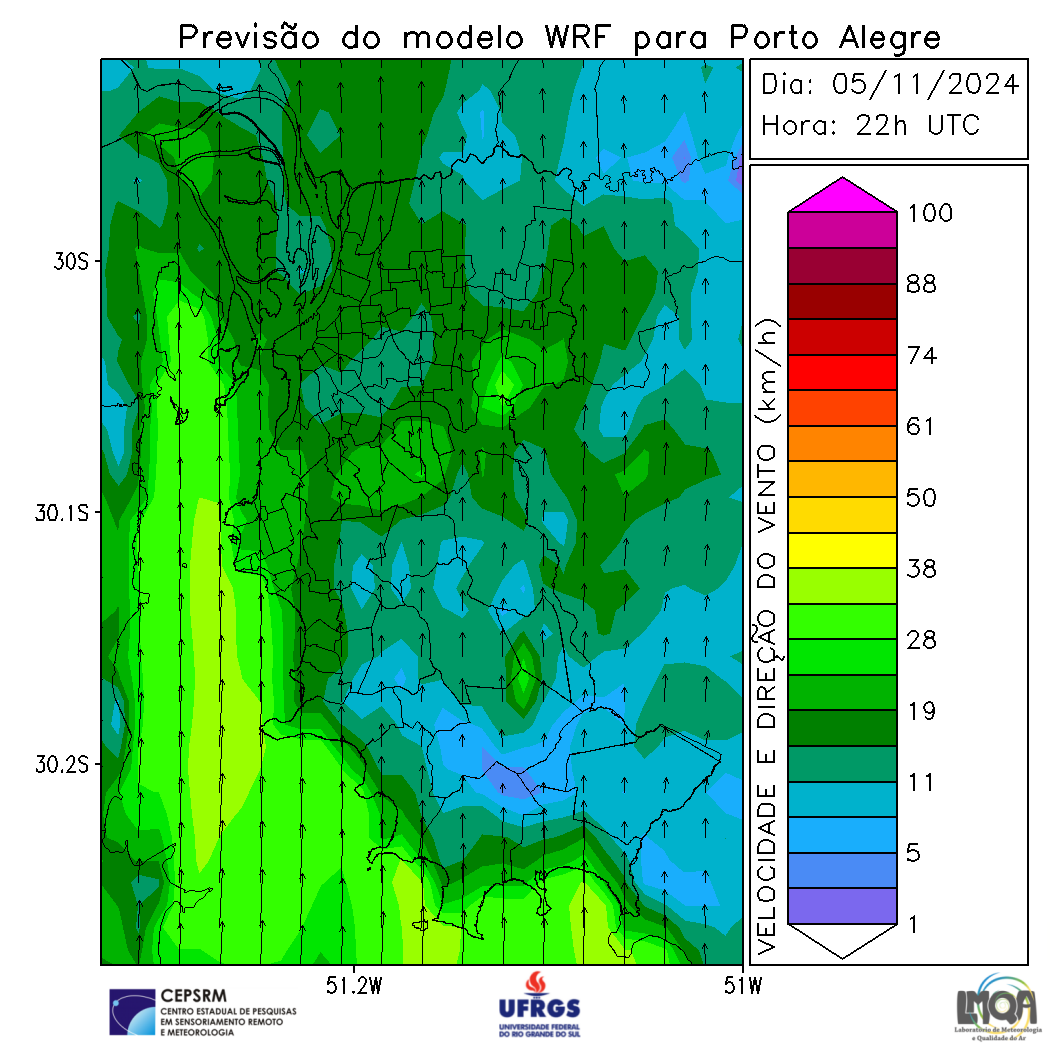 Previsão do modelo WRF para Porto Alegre
Dia: 05/11/2024
Hora: 22h UTC
100
88
74
61
50
38
28
19
11
5
1
VELOCIDADE E DIREÇÃO DO VENTO (km/h)
30S
30.1S
30.2S
51.2W
51W
CEPSRM
CENTRO ESTADUAL DE PESQUISAS
EM SENSORIAMENTO REMOTO
E METEOROLOGIA
UFRGS
UNIVERSIDADE FEDERAL
DO RIO GRANDE DO SUL
LMQA
Laboratório de Meteorologia
e Qualidade do Ar